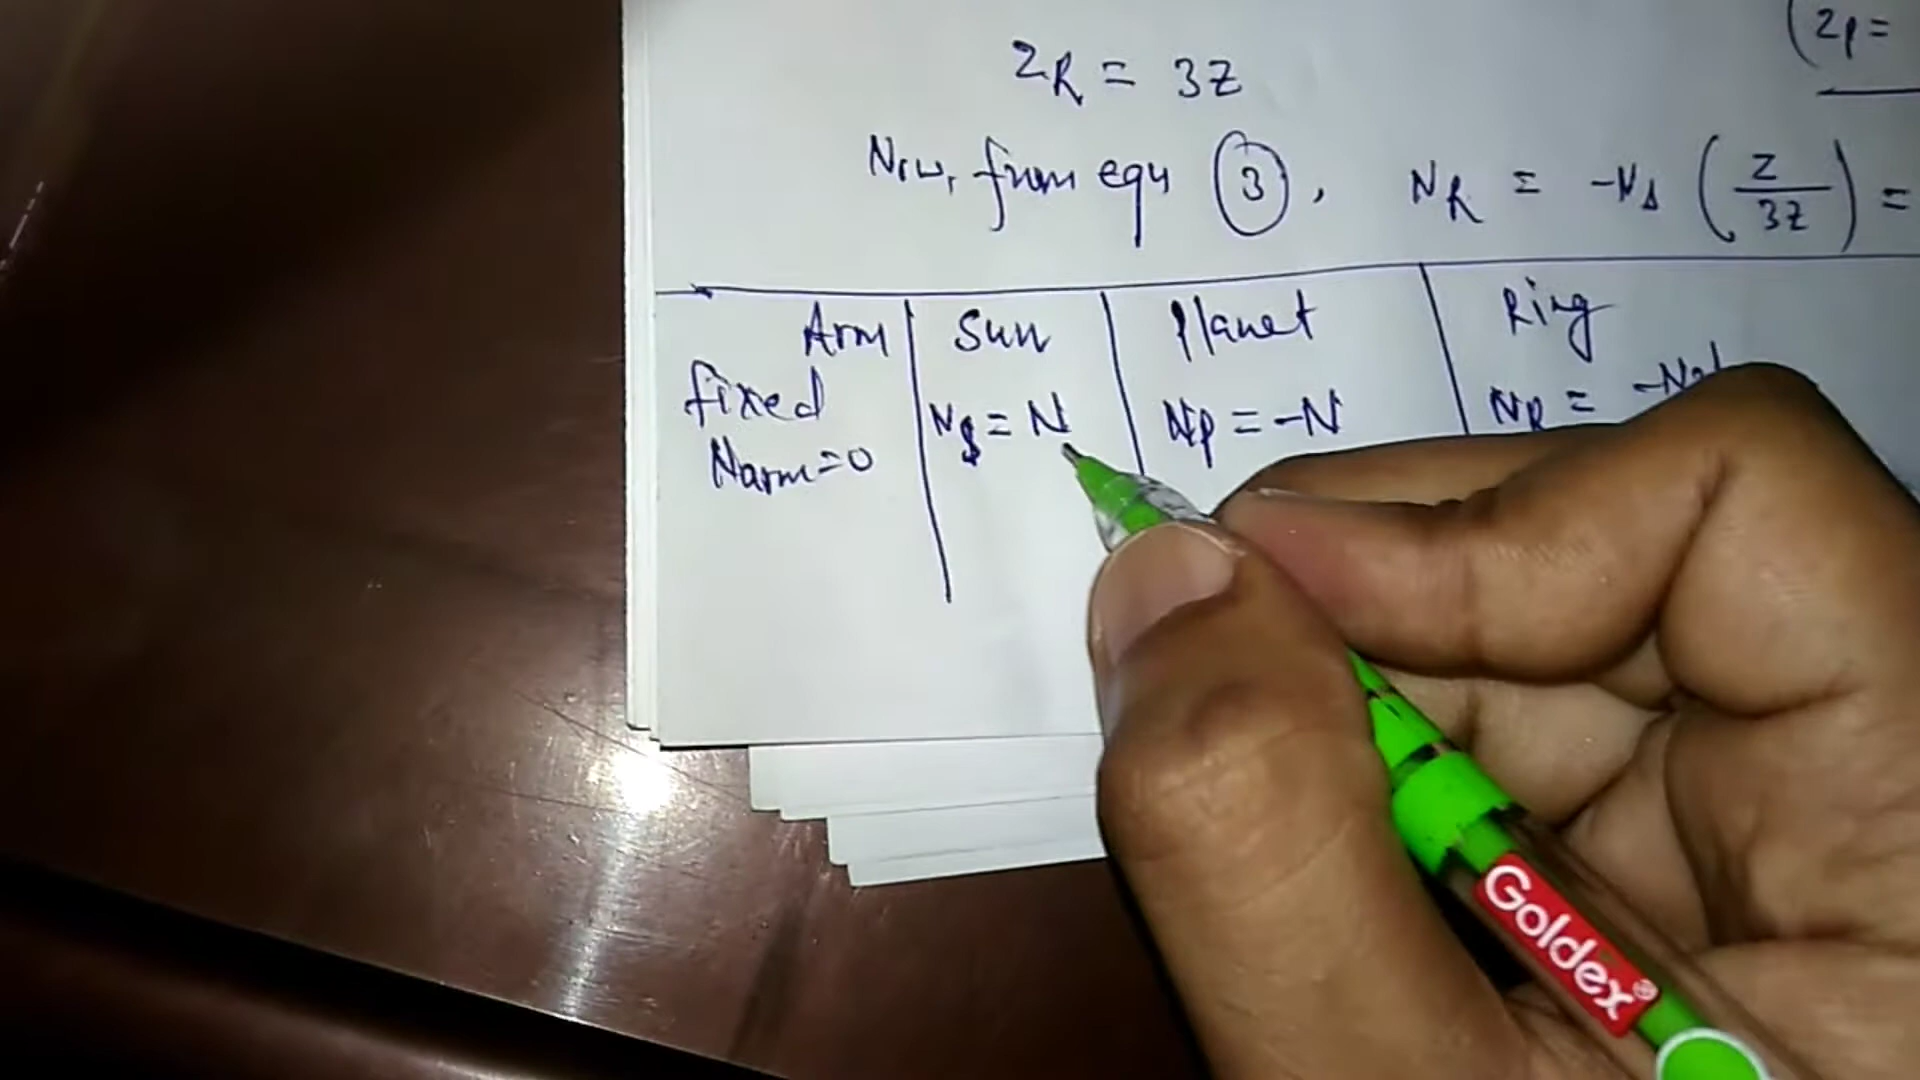 (Zp =
ZR = 3Z
Now, from eqn (3), NR = -Ns (Z/3Z) =
Arm Sun Planet Ring
fixed Narm=0 Ns = N Np = -N NR =
Goldex®